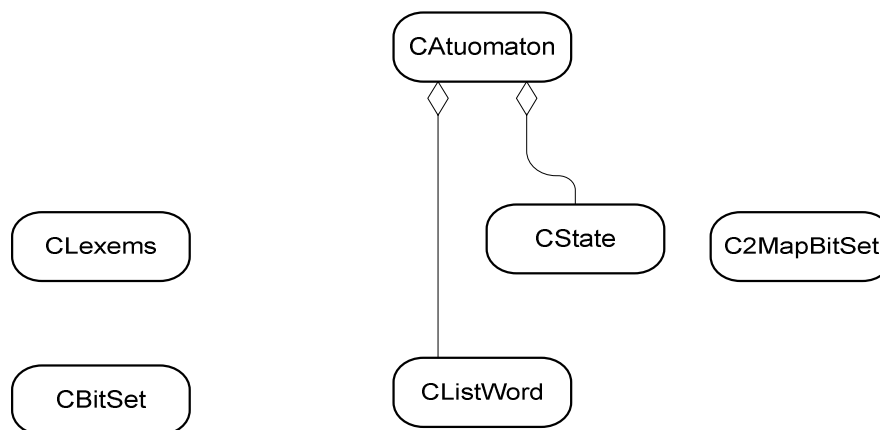 CAtuomaton
CLexems
CState
C2MapBitSet
CBitSet
CListWord